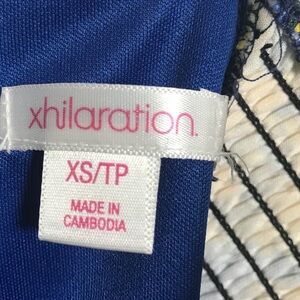 xhilaration.
XS/TP
MADE IN
CAMBODIA